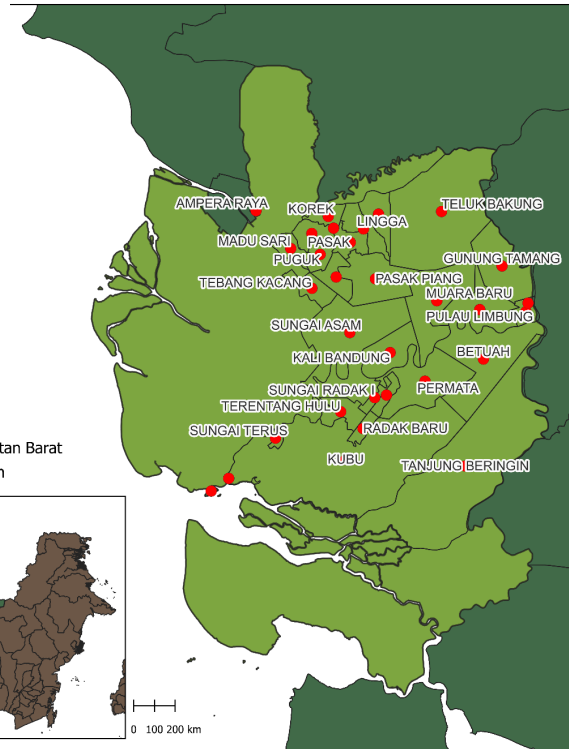 AMPERA RAYA
KOREK
TELUK BAKUNG
LINGGA
MADU SARI
PASAK
PUGUK
GUNUNG TAMANG
TEBANG KACANG
PASAK PIANG
MUARA BARU
PULAU LIMBUNG
SUNGAI ASAM
KALI BANDUNG
BETUAH
SUNGAI RADAK I
PERMATA
TERENTANG HULU
SUNGAI TERUS
RADAK BARU
tan Barat
KUBU
TANJUNG BERINGIN
0 100 200 km